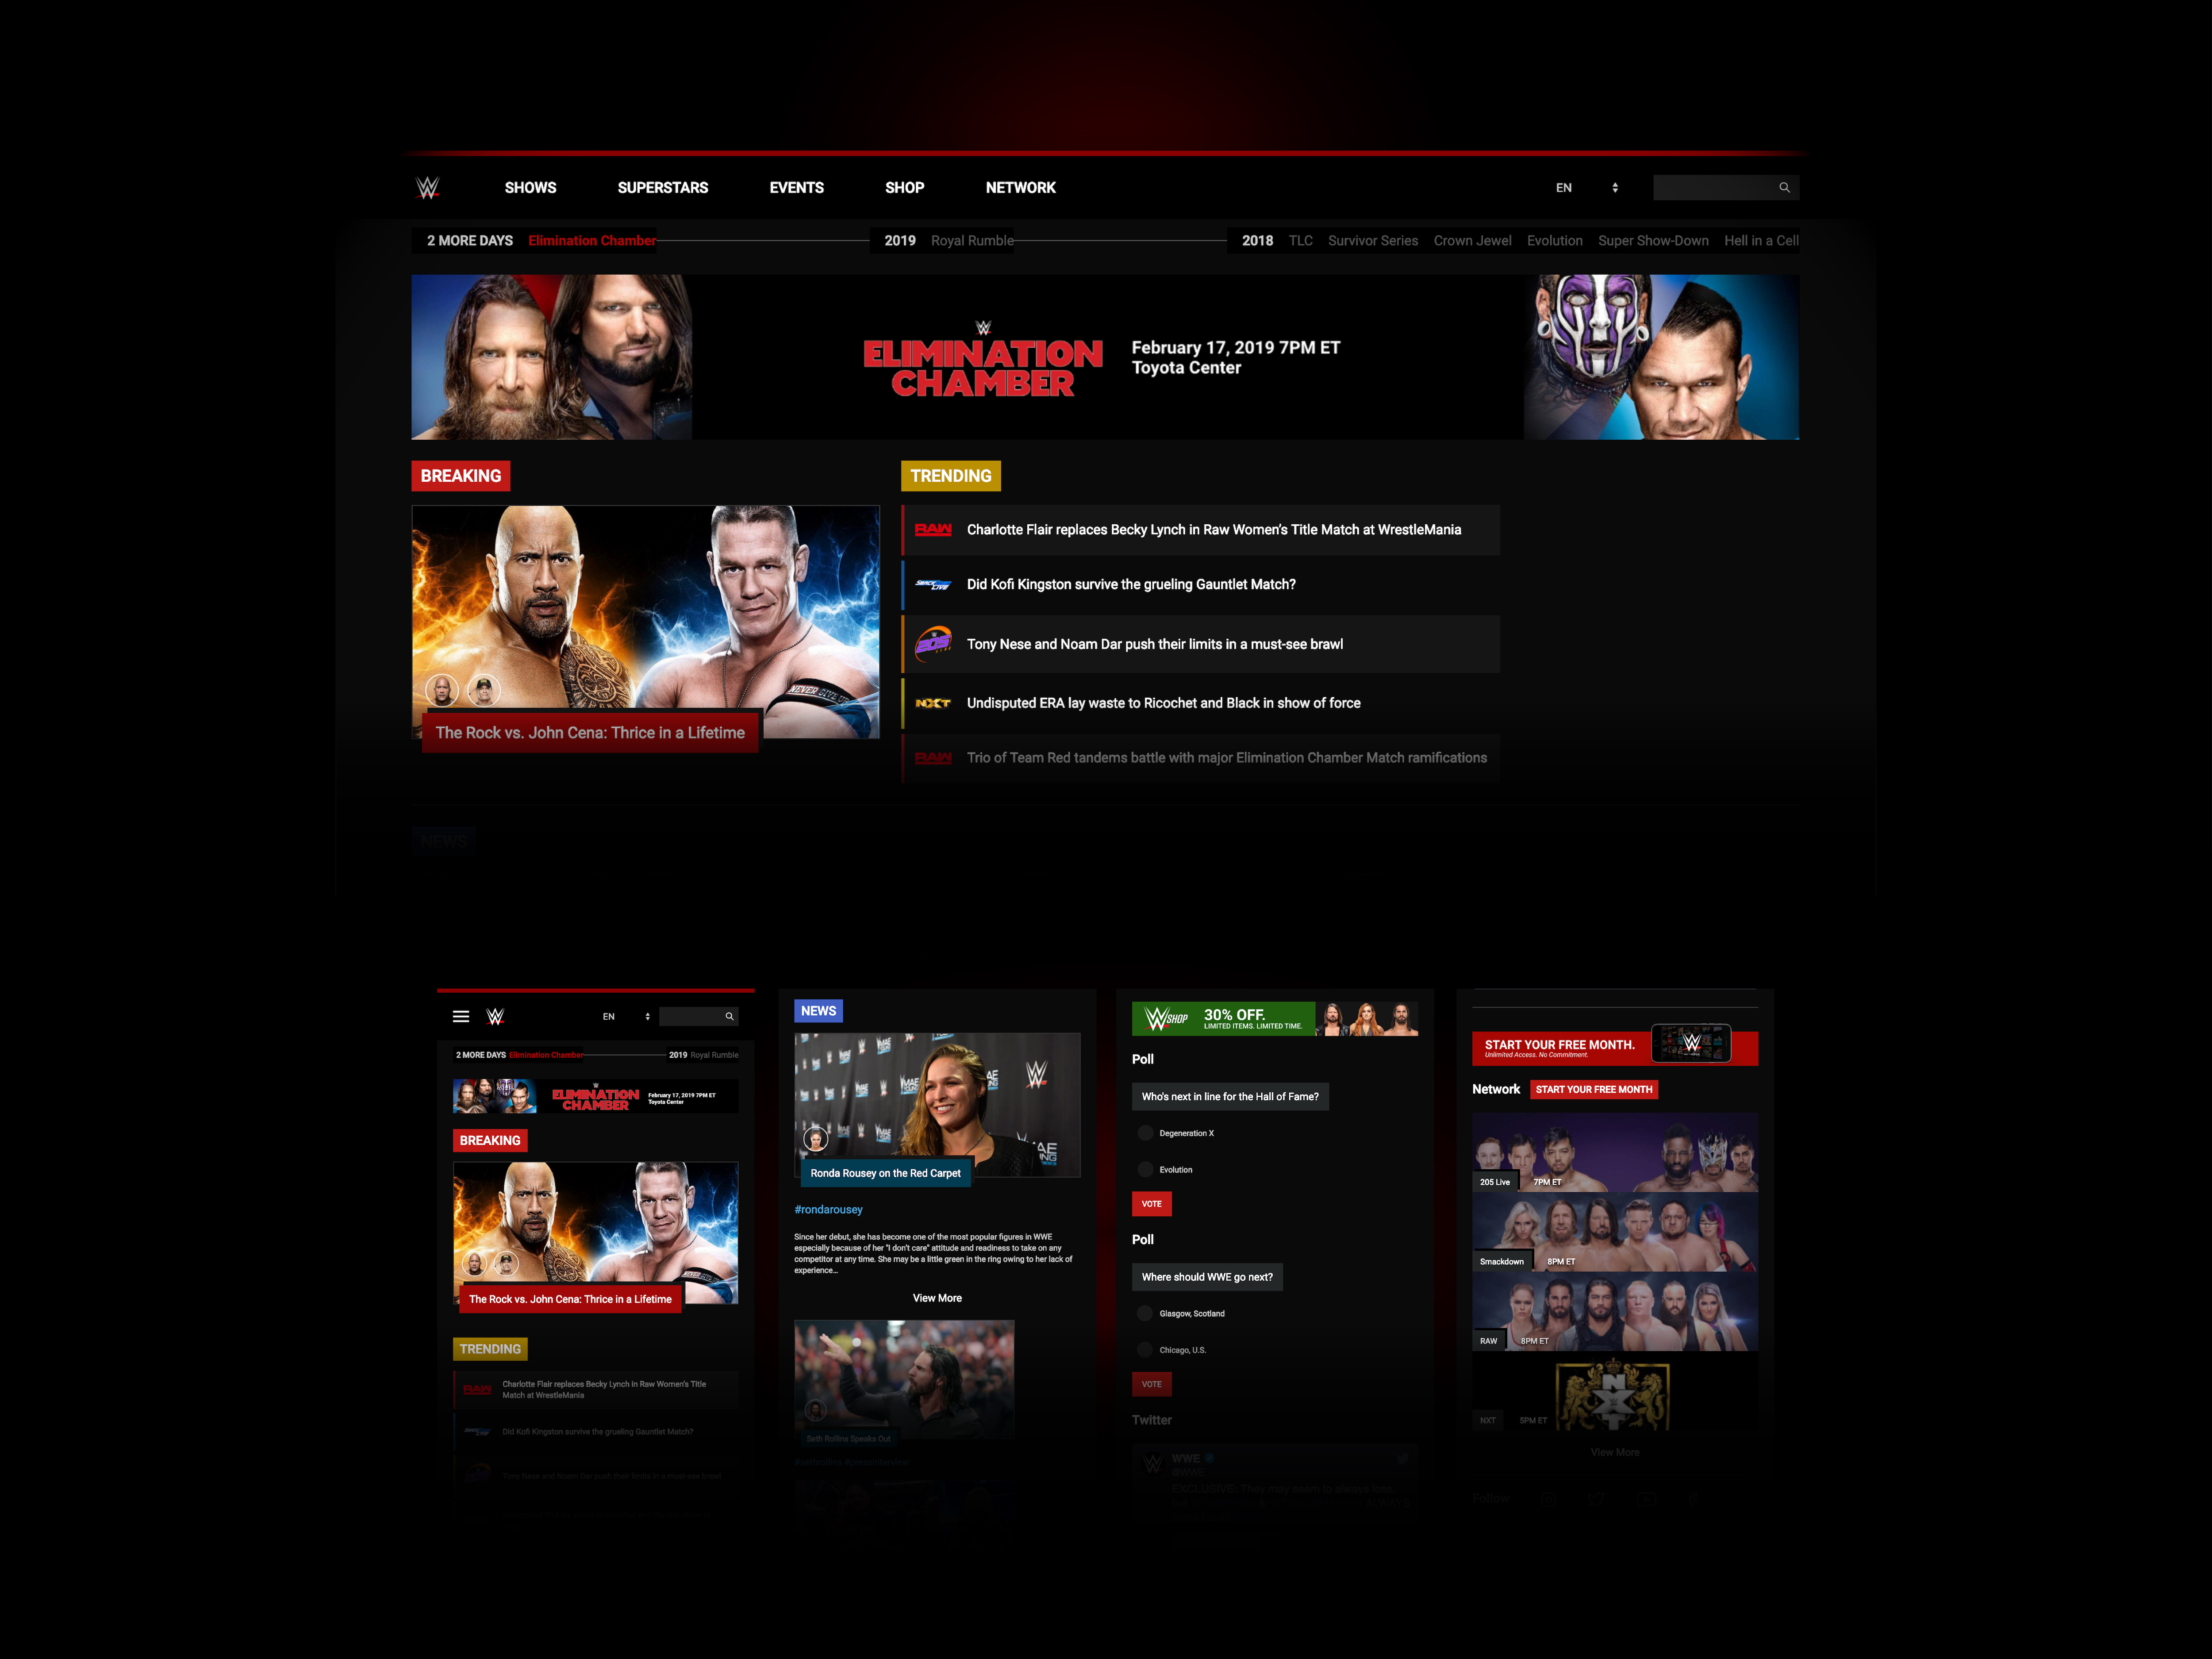 W
SHOWS SUPERSTARS EVENTS SHOP NETWORK EN
2 MORE DAYS Elimination Chamber 2019 Royal Rumble 2018 TLC Survivor Series Crown Jewel Evolution Super Show-Down Hell in a Cell
ELIMINATION
CHAMBER
February 17, 2019 7PM ET
Toyota Center
BREAKING
NEVER GIVE UP
The Rock vs. John Cena: Thrice in a Lifetime
TRENDING
RAW Charlotte Flair replaces Becky Lynch in Raw Women's Title Match at WrestleMania
SMACKDOWN LIVE Did Kofi Kingston survive the grueling Gauntlet Match?
205 LIVE Tony Nese and Noam Dar push their limits in a must-see brawl
NXT Undisputed ERA lay waste to Ricochet and Black in show of force
RAW Trio of Team Red tandems battle with major Elimination Chamber Match ramifications
NEWS
W EN
2 MORE DAYS Elimination Chamber 2019 Royal Rumble
ELIMINATION
CHAMBER
February 17, 2019 7PM ET
Toyota Center
BREAKING
The Rock vs. John Cena: Thrice in a Lifetime
TRENDING
RAW Charlotte Flair replaces Becky Lynch in Raw Women's Title
Match at WrestleMania
Did Kofi Kingston survive the grueling Gauntlet Match?
Tony Nese and Noam Dar push their limits in a must-see brawl
NEWS
Ronda Rousey on the Red Carpet
#rondarousey
Since her debut, she has become one of the most popular figures in WWE
especially because of her "I don't care" attitude and readiness to take on any
competitor at any time. She may be a little green in the ring owing to her lack of
experience...
View More
Seth Rollins Speaks Out
W SHOP
30% OFF.
LIMITED ITEMS. LIMITED TIME.
Poll
Who's next in line for the Hall of Fame?
Degeneration X
Evolution
VOTE
Poll
Where should WWE go next?
Glasgow, Scotland
Chicago, U.S.
VOTE
Twitter
WWE
@WWE
EXCLUSIVE: They may seem to always
START YOUR FREE MONTH.
Unlimited Access. No Commitment.
Network START YOUR FREE MONTH
205 Live 7PM ET
Smackdown 8PM ET
RAW 8PM ET
NXT
NXT 5PM ET
View More
Follow